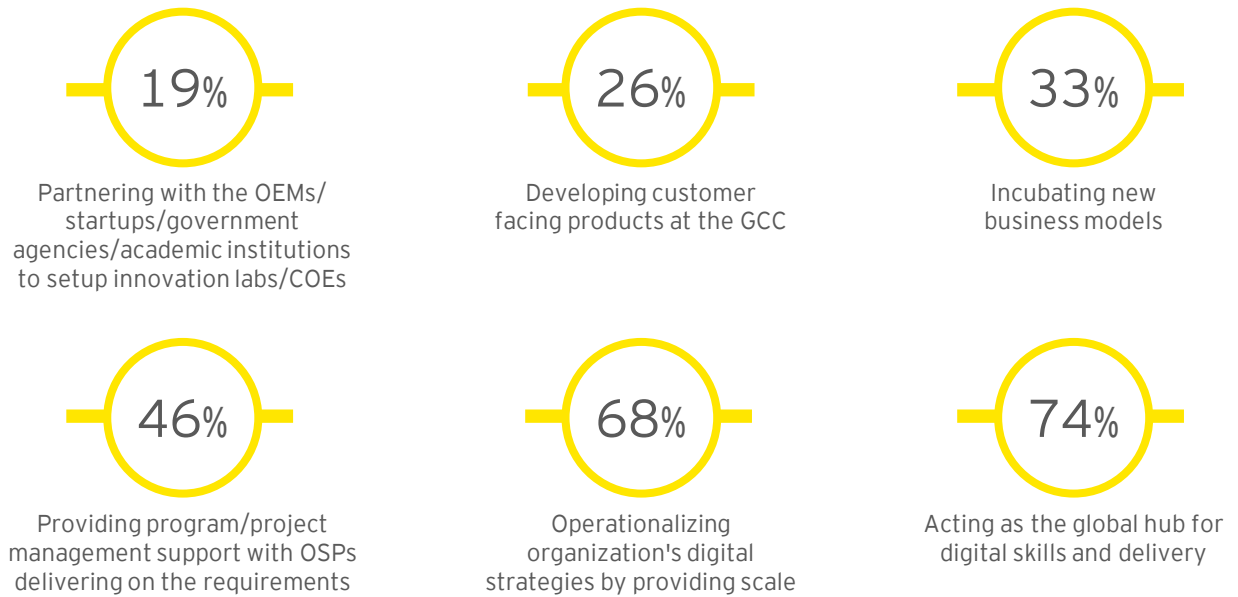 19%
Partnering with the OEMs/
startups/government
agencies/academic institutions
to setup innovation labs/COEs
26%
Developing customer
facing products at the GCC
33%
Incubating new
business models
46%
Providing program/project
management support with OSPs
delivering on the requirements
68%
Operationalizing
organization's digital
strategies by providing scale
74%
Acting as the global hub for
digital skills and delivery